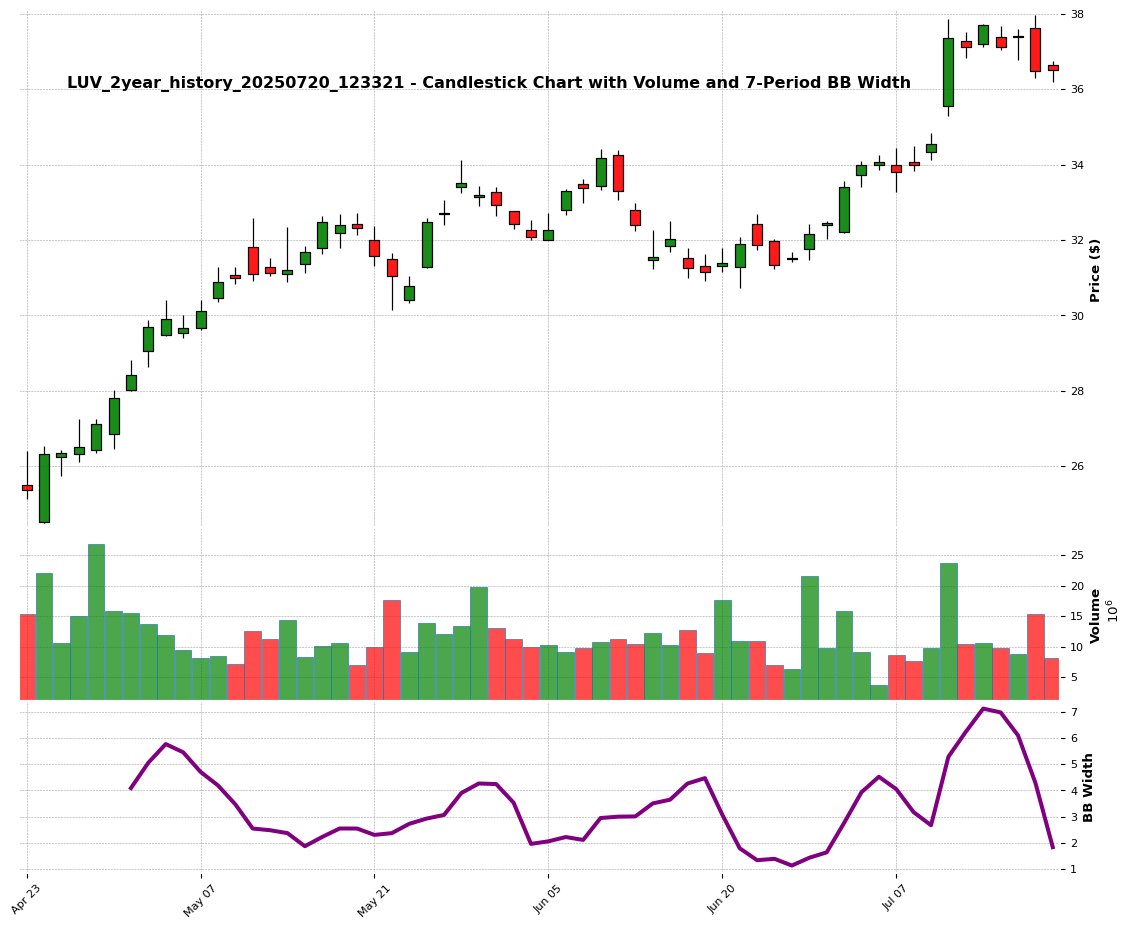 LUV_2year_history_20250720_123321 - Candlestick Chart with Volume and 7-Period BB Width
38
36
34
32
30
28
26
Price ($)
25
20
15
10
5
Volume
10^6
7
6
5
4
3
2
1
BB Width
Apr 23
May 07
May 21
Jun 05
Jun 20
Jul 07